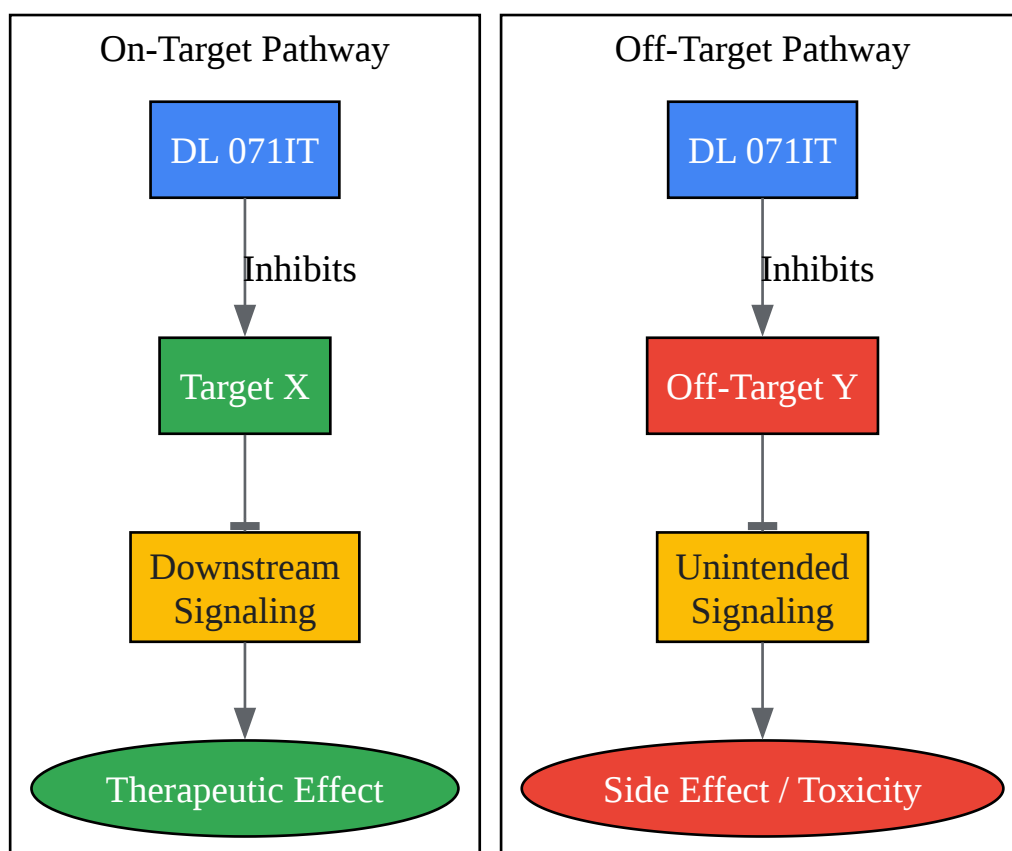 On-Target Pathway
DL 071IT
Inhibits
Target X
Downstream
Signaling
Therapeutic Effect
Off-Target Pathway
DL 071IT
Inhibits
Off-Target Y
Unintended
Signaling
Side Effect / Toxicity